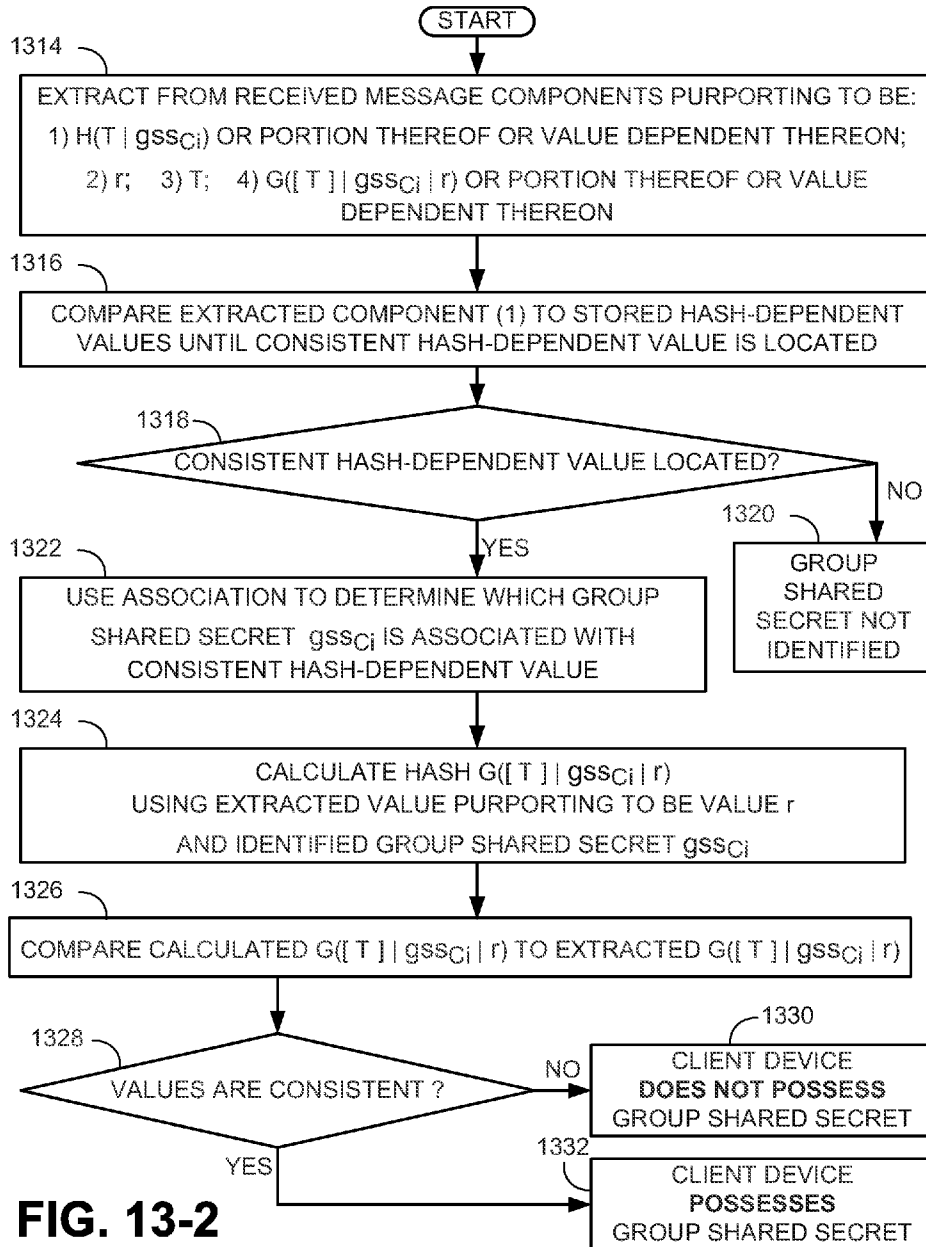 START
1314
EXTRACT FROM RECEIVED MESSAGE COMPONENTS PURPORTING TO BE:
1) H(T | gssCi) OR PORTION THEREOF OR VALUE DEPENDENT THEREON;
2) r; 3) T; 4) G([ T ] | gssCi | r) OR PORTION THEREOF OR VALUE
DEPENDENT THEREON
1316
COMPARE EXTRACTED COMPONENT (1) TO STORED HASH-DEPENDENT
VALUES UNTIL CONSISTENT HASH-DEPENDENT VALUE IS LOCATED
1318
CONSISTENT HASH-DEPENDENT VALUE LOCATED?
NO
1320
GROUP
SHARED
SECRET NOT
IDENTIFIED
YES
1322
USE ASSOCIATION TO DETERMINE WHICH GROUP
SHARED SECRET gssCi IS ASSOCIATED WITH
CONSISTENT HASH-DEPENDENT VALUE
1324
CALCULATE HASH G([ T ] | gssCi | r)
USING EXTRACTED VALUE PURPORTING TO BE VALUE r
AND IDENTIFIED GROUP SHARED SECRET gssCi
1326
COMPARE CALCULATED G([ T ] | gssCi | r) TO EXTRACTED G([ T ] | gssCi | r)
1328
VALUES ARE CONSISTENT ?
NO
1330
CLIENT DEVICE
DOES NOT POSSESS
GROUP SHARED SECRET
YES
1332
CLIENT DEVICE
POSSESSES
GROUP SHARED SECRET
FIG. 13-2